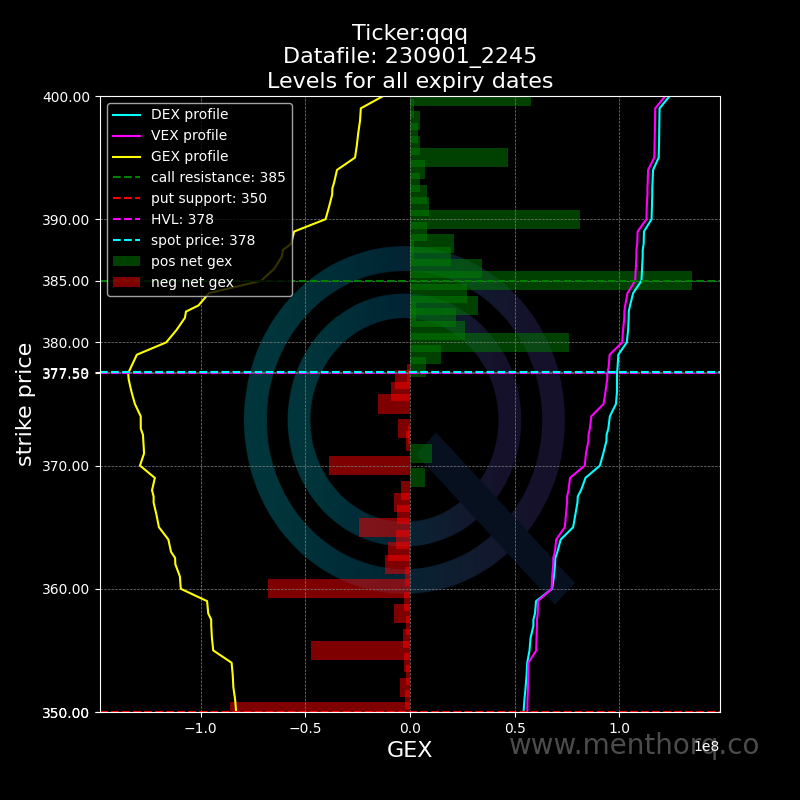 Ticker:qqq
Datafile: 230901_2245
Levels for all expiry dates
DEX profile
VEX profile
GEX profile
call resistance: 385
put support: 350
HVL: 378
spot price: 378
pos net gex
neg net gex
400.00
390.00
385.00
380.00
377.50
370.00
360.00
350.00
strike price
−1.0
−0.5
0.0
0.5
1.0
1e8
GEX
www.menthorq.co